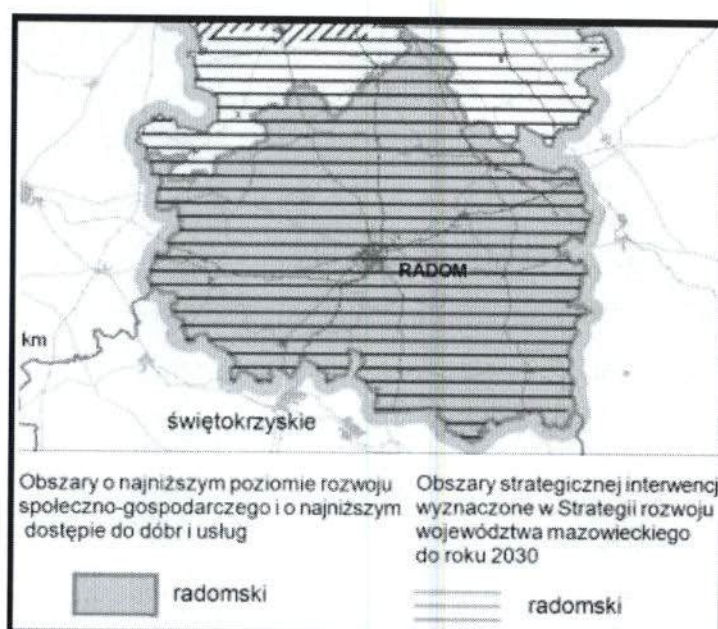 RADOM
km
świętokrzyskie
Obszary o najniższym poziomie rozwoju
społeczno-gospodarczego i o najniższym
dostępie do dóbr i usług
radomski
Obszary strategicznej interwencj
wyznaczone w Strategii rozwoju
województwa mazowieckiego
do roku 2030
radomski